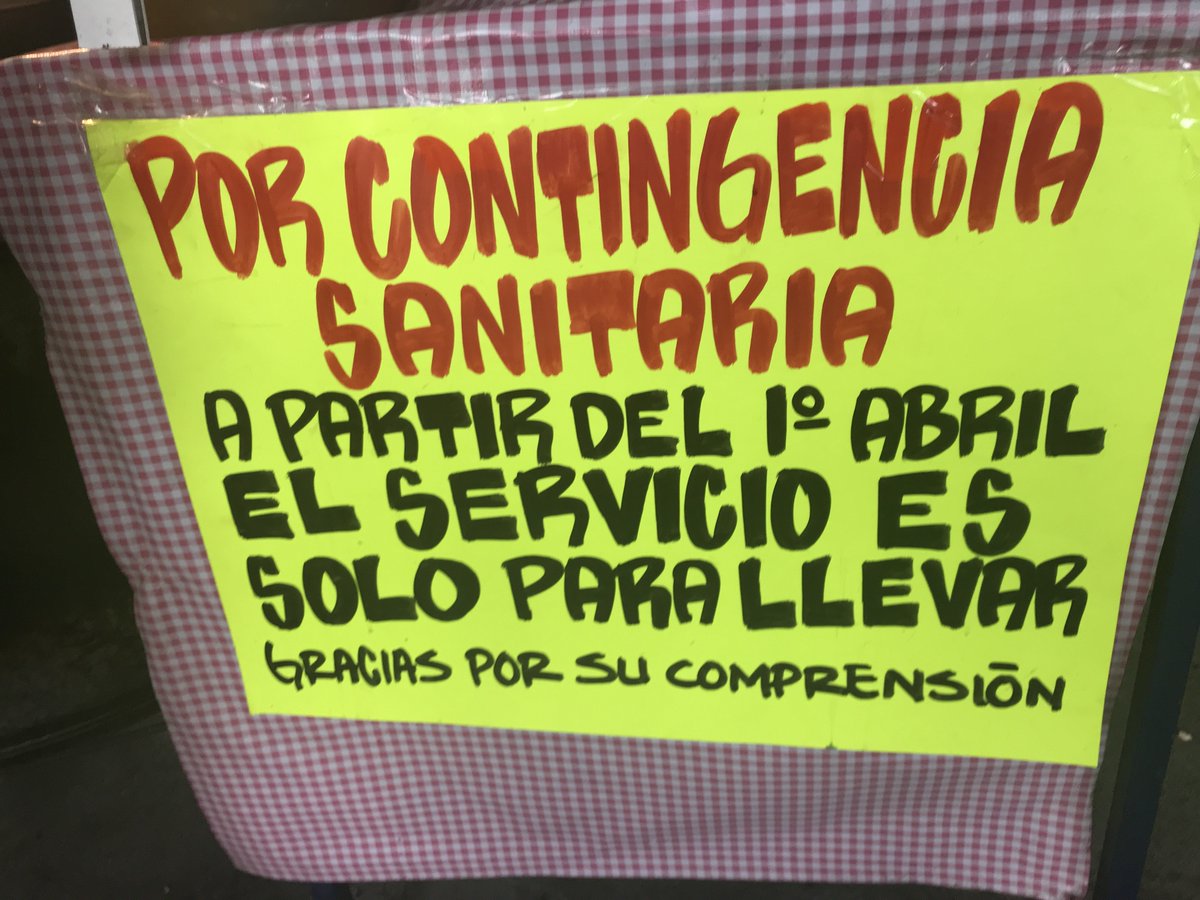 POR CONTINGENCIA
SANITARIA
A PARTIR DEL 1º ABRIL
EL SERVICIO ES
SOLO PARA LLEVAR
GRACIAS POR SU COMPRENSIÓN